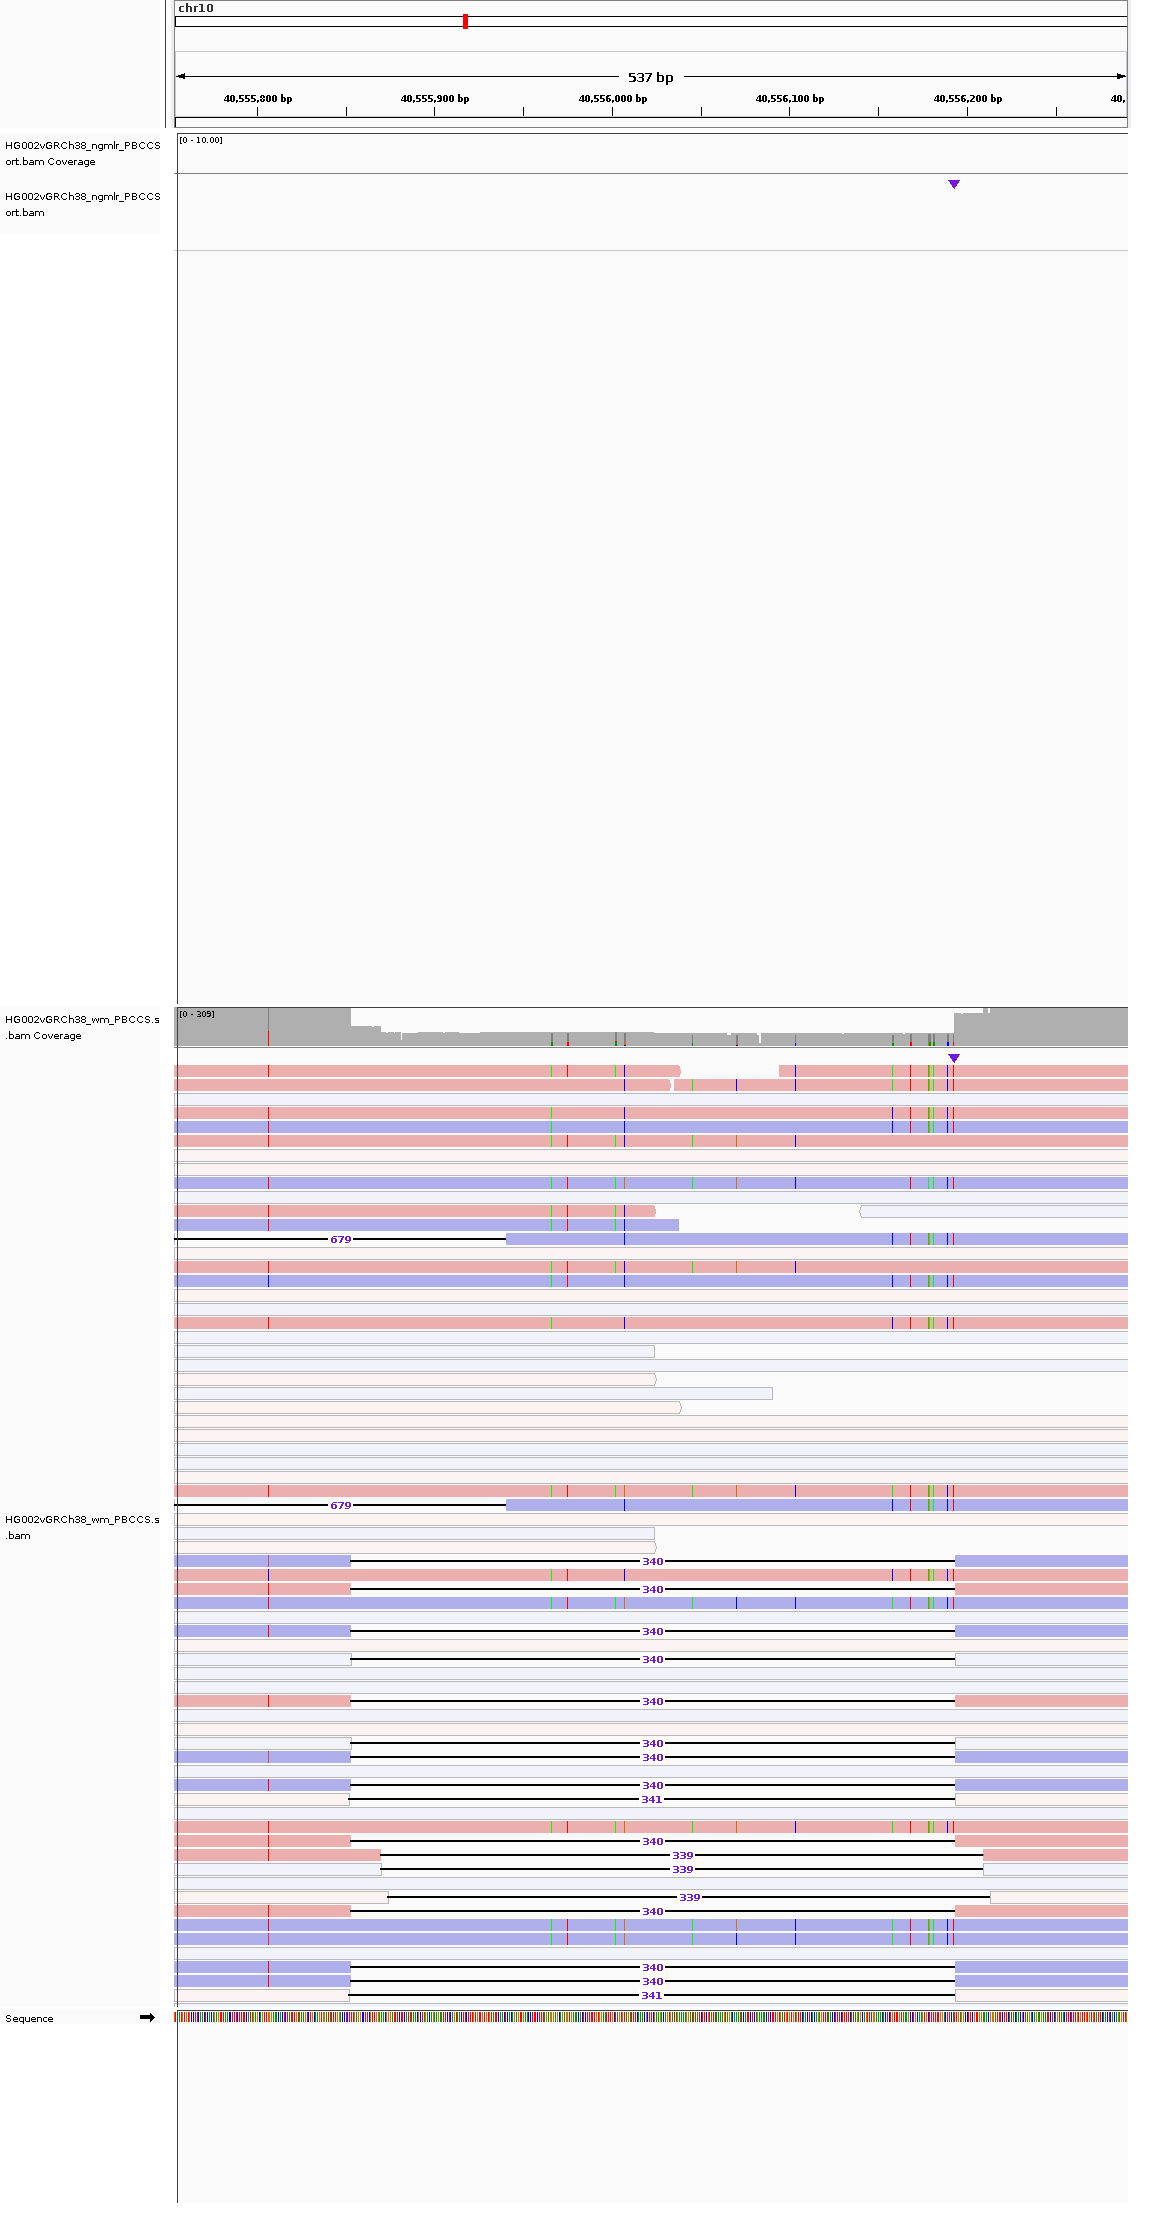 chr10
537 bp
40,555,800 bp 40,555,900 bp 40,556,000 bp 40,556,100 bp 40,556,200 bp 40,
HG002vGRCh38_ngmlr_PBCCS
ort.bam Coverage
[0 - 10.00]
HG002vGRCh38_ngmlr_PBCCS
ort.bam
HG002vGRCh38_wm_PBCCS.s
.bam Coverage
[0 - 309]
679
679
HG002vGRCh38_wm_PBCCS.s
.bam
340
340
340
340
340
340
340
340
341
340
339
339
339
340
340
340
341
Sequence